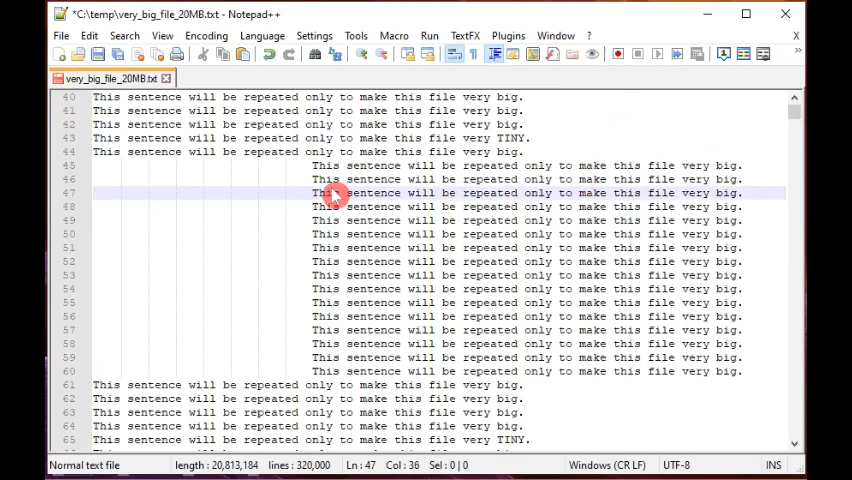 *C:\temp\very_big_file_20MB.txt - Notepad++
File Edit Search View Encoding Language Settings Tools Macro Run TextFX Plugins Window ? X
very_big_file_20MB.txt
40 This sentence will be repeated only to make this file very big.
41 This sentence will be repeated only to make this file very big.
42 This sentence will be repeated only to make this file very big.
43 This sentence will be repeated only to make this file very TINY.
44 This sentence will be repeated only to make this file very big.
45 This sentence will be repeated only to make this file very big.
46 This sentence will be repeated only to make this file very big.
47 This sentence will be repeated only to make this file very big.
48 This sentence will be repeated only to make this file very big.
49 This sentence will be repeated only to make this file very big.
50 This sentence will be repeated only to make this file very big.
51 This sentence will be repeated only to make this file very big.
52 This sentence will be repeated only to make this file very big.
53 This sentence will be repeated only to make this file very big.
54 This sentence will be repeated only to make this file very big.
55 This sentence will be repeated only to make this file very big.
56 This sentence will be repeated only to make this file very big.
57 This sentence will be repeated only to make this file very big.
58 This sentence will be repeated only to make this file very big.
59 This sentence will be repeated only to make this file very big.
60 This sentence will be repeated only to make this file very big.
61 This sentence will be repeated only to make this file very big.
62 This sentence will be repeated only to make this file very big.
63 This sentence will be repeated only to make this file very big.
64 This sentence will be repeated only to make this file very big.
65 This sentence will be repeated only to make this file very TINY.
Normal text file length : 20,813,184 lines : 320,000 Ln : 47 Col : 36 Sel : 0 | 0 Windows (CR LF) UTF-8 INS